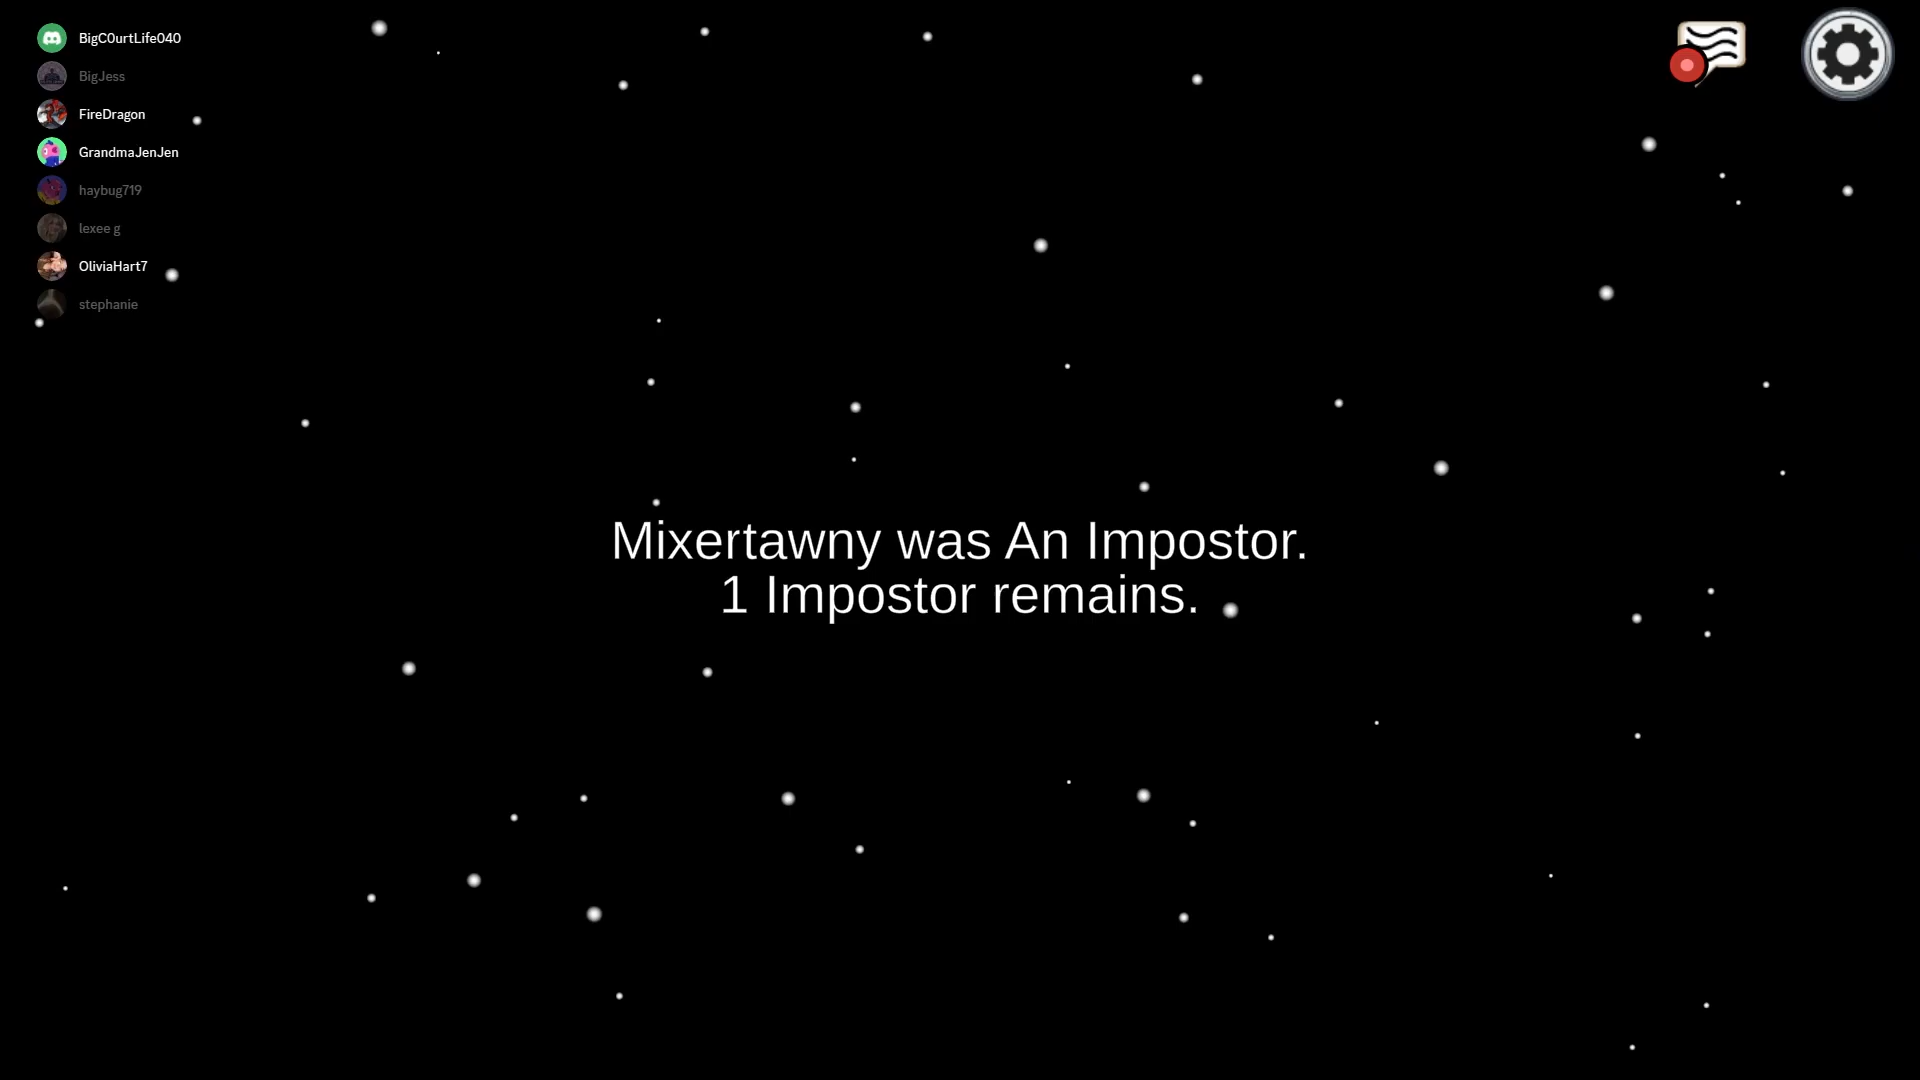 BigC0urtLife040
BigJess
FireDragon
GrandmaJenJen
haybug719
lexee g
OliviaHart7
stephanie
Mixertawny was An Impostor.
1 Impostor remains.